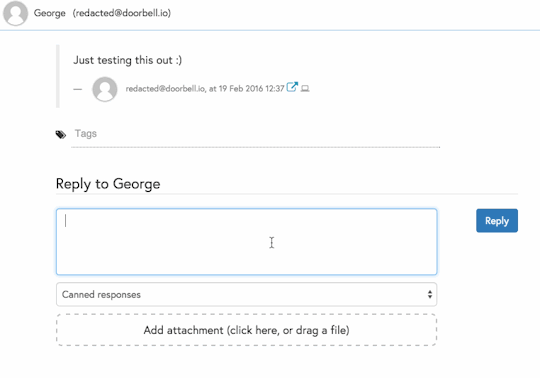 George (redacted@doorbell.io)
Just testing this out :)
— redacted@doorbell.io, at 19 Feb 2016 12:37
Tags
Reply to George
Reply
Canned responses
Add attachment (click here, or drag a file)